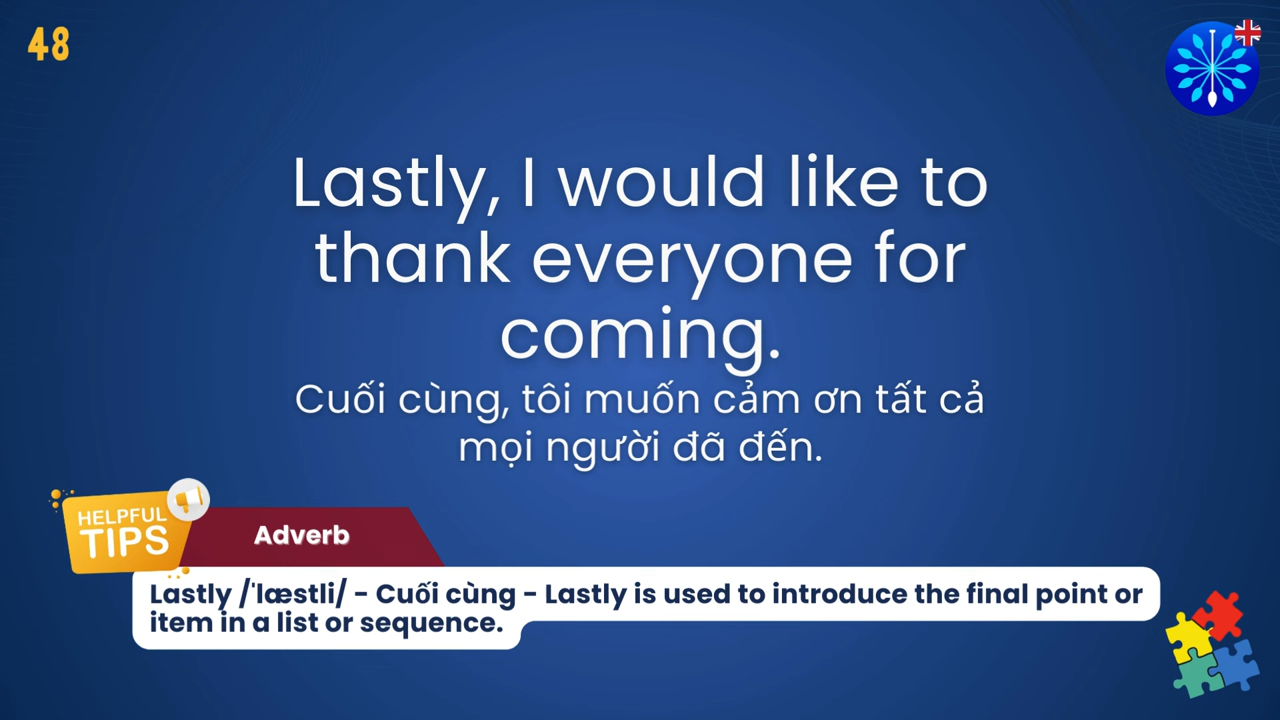 48
Lastly, I would like to
thank everyone for
coming.
Cuối cùng, tôi muốn cảm ơn tất cả
mọi người đã đến.
HELPFUL
TIPS
Adverb
Lastly /ˈlæstli/ - Cuối cùng - Lastly is used to introduce the final point or
item in a list or sequence.